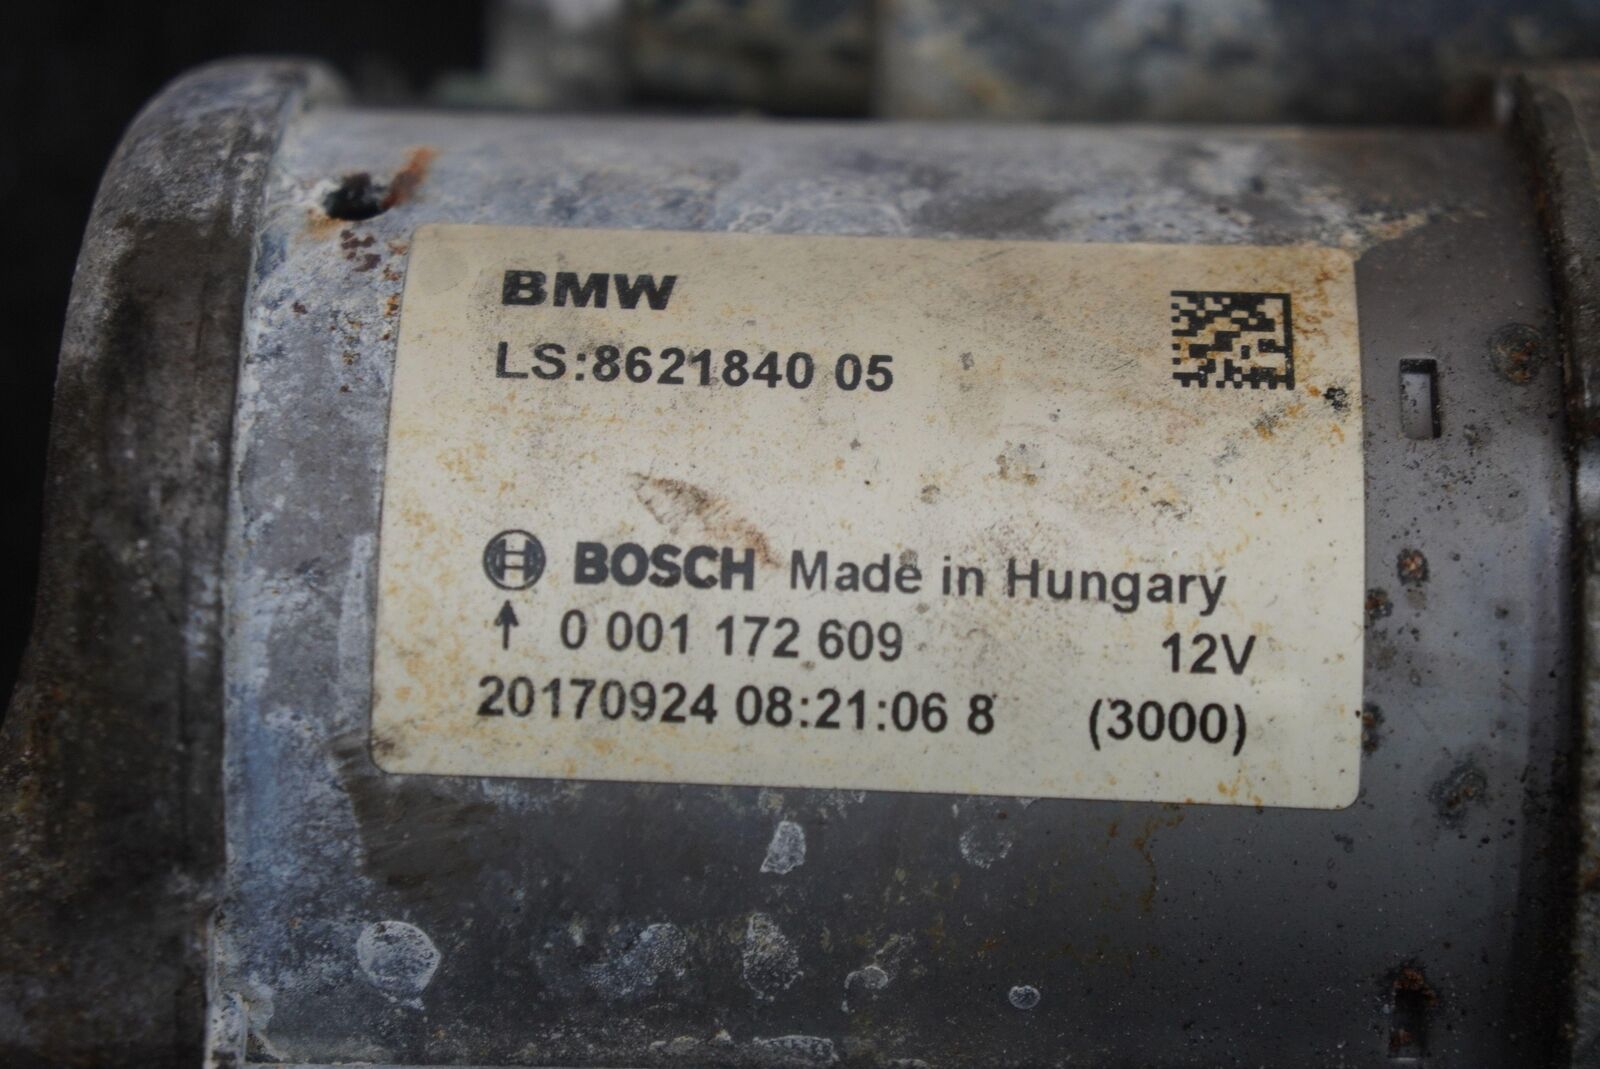 BMW
LS:8621840 05
BOSCH Made in Hungary
↑ 0 001 172 609 12V
20170924 08:21:06 8 (3000)